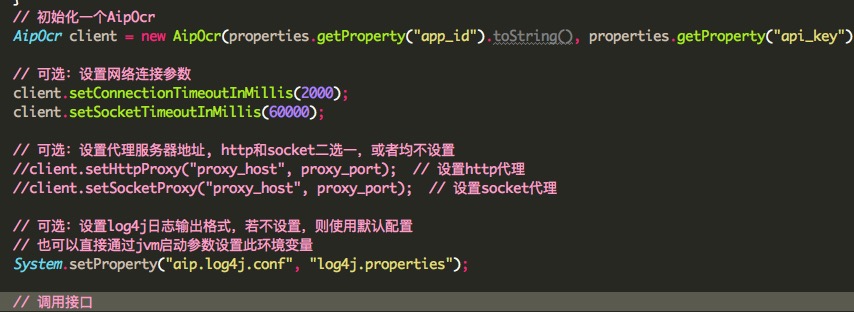 }
// 初始化一个AipOcr
AipOcr client = new AipOcr(properties.getProperty("app_id").toString(), properties.getProperty("api_key")
// 可选：设置网络连接参数
client.setConnectionTimeoutInMillis(2000);
client.setSocketTimeoutInMillis(60000);
// 可选：设置代理服务器地址, http和socket二选一，或者均不设置
//client.setHttpProxy("proxy_host", proxy_port);  // 设置http代理
//client.setSocketProxy("proxy_host", proxy_port);  // 设置socket代理
// 可选：设置log4j日志输出格式，若不设置，则使用默认配置
// 也可以直接通过jvm启动参数设置此环境变量
System.setProperty("aip.log4j.conf", "log4j.properties");
// 调用接口